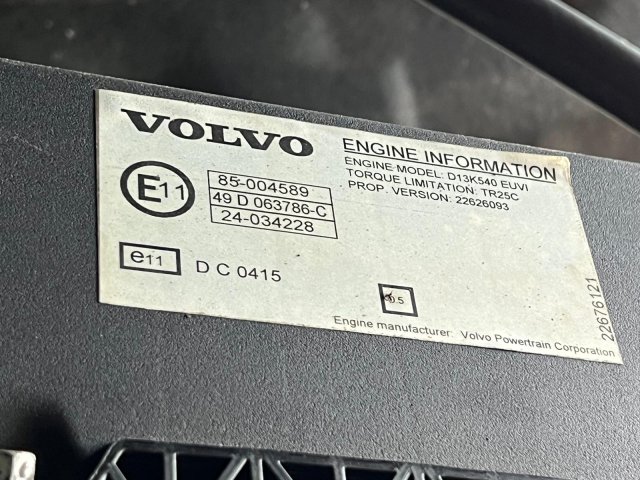 VOLVO
ENGINE INFORMATION
ENGINE MODEL: D13K540 EUVI
TORQUE LIMITATION: TR25C
PROP. VERSION: 22626093
E11
85-004589
49 D 063786-C
24-034228
e11
D C 0415
0.5
Engine manufacturer: Volvo Powertrain Corporation
22676121